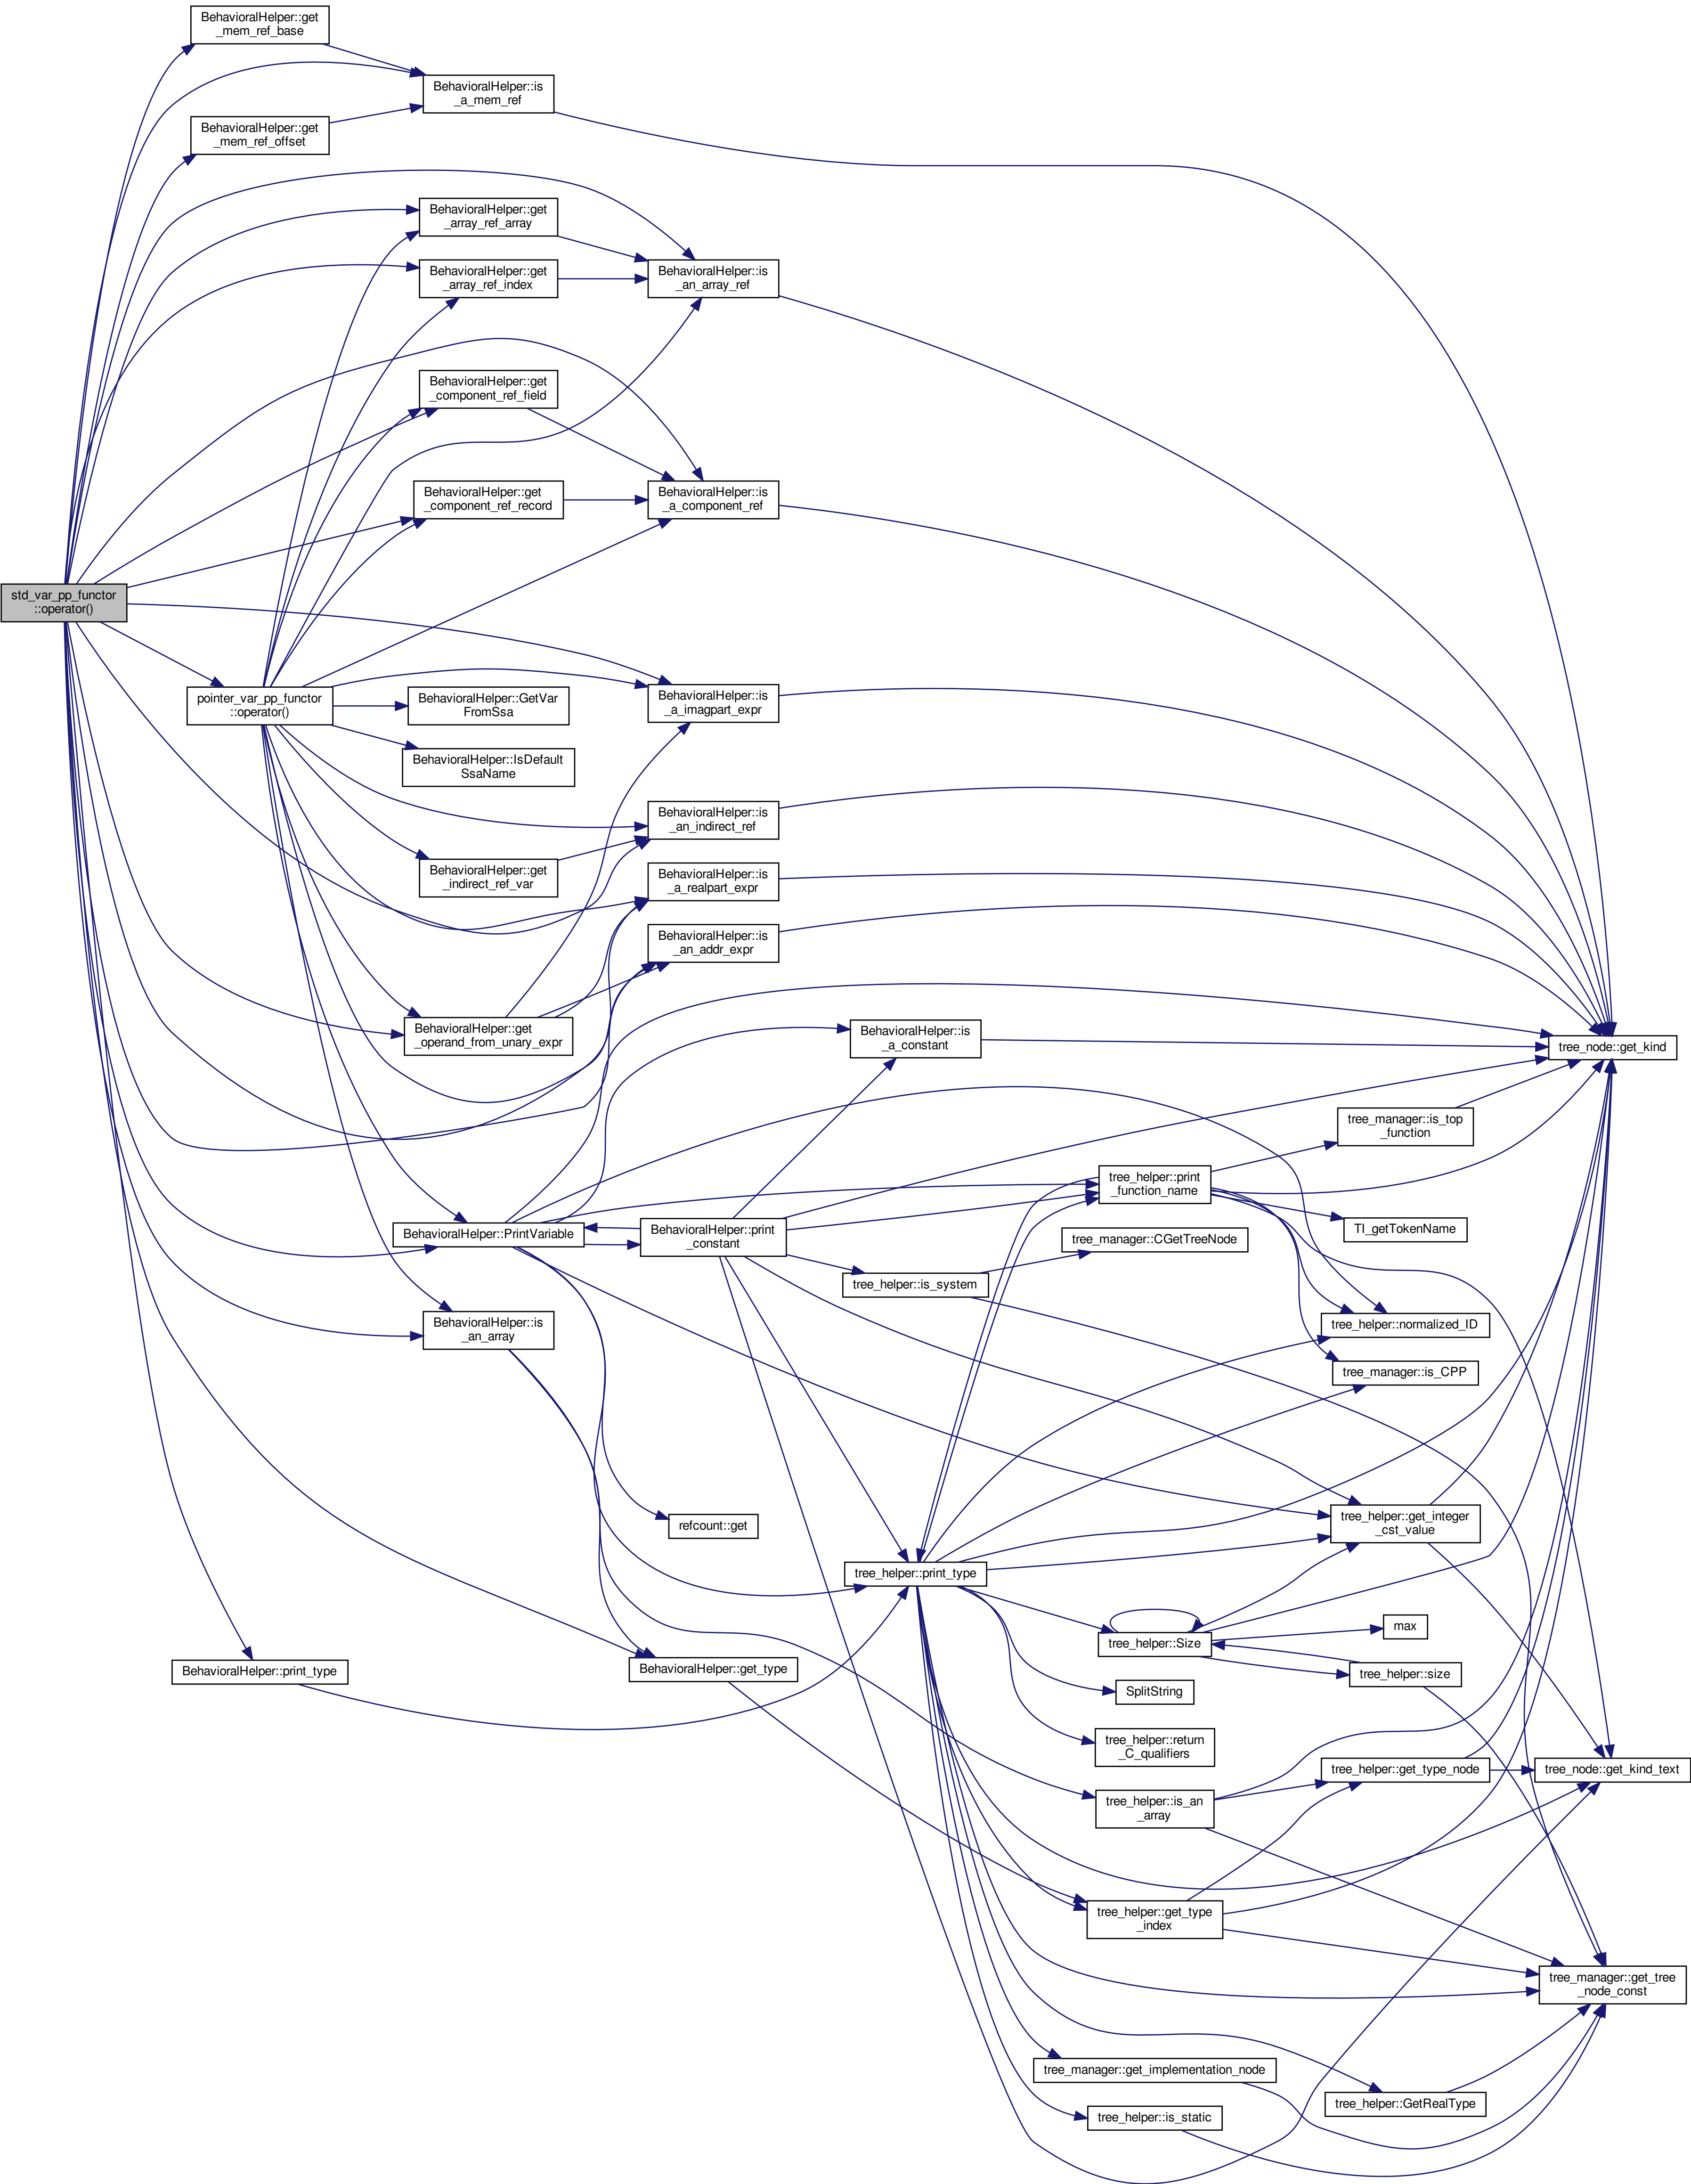 BehavioralHelper::get
_mem_ref_base
BehavioralHelper::is
_a_mem_ref
BehavioralHelper::get
_mem_ref_offset
BehavioralHelper::get
_array_ref_array
BehavioralHelper::get
_array_ref_index
BehavioralHelper::is
_an_array_ref
BehavioralHelper::get
_component_ref_field
BehavioralHelper::get
_component_ref_record
BehavioralHelper::is
_a_component_ref
std_var_pp_functor
::operator()
pointer_var_pp_functor
::operator()
BehavioralHelper::GetVar
FromSsa
BehavioralHelper::is
_a_imagpart_expr
BehavioralHelper::IsDefault
SsaName
BehavioralHelper::is
_an_indirect_ref
BehavioralHelper::get
_indirect_ref_var
BehavioralHelper::is
_a_realpart_expr
BehavioralHelper::is
_an_addr_expr
BehavioralHelper::get
_operand_from_unary_expr
BehavioralHelper::is
_a_constant
tree_node::get_kind
tree_manager::is_top
_function
tree_helper::print
_function_name
TI_getTokenName
BehavioralHelper::PrintVariable
BehavioralHelper::print
_constant
tree_manager::CGetTreeNode
tree_helper::is_system
BehavioralHelper::is
_an_array
tree_helper::normalized_ID
tree_manager::is_CPP
refcount::get
tree_helper::get_integer
_cst_value
tree_helper::print_type
tree_helper::Size
max
BehavioralHelper::print_type
BehavioralHelper::get_type
tree_helper::size
SplitString
tree_helper::return
_C_qualifiers
tree_helper::get_type_node
tree_node::get_kind_text
tree_helper::is_an
_array
tree_helper::get_type
_index
tree_manager::get_tree
_node_const
tree_manager::get_implementation_node
tree_helper::GetRealType
tree_helper::is_static